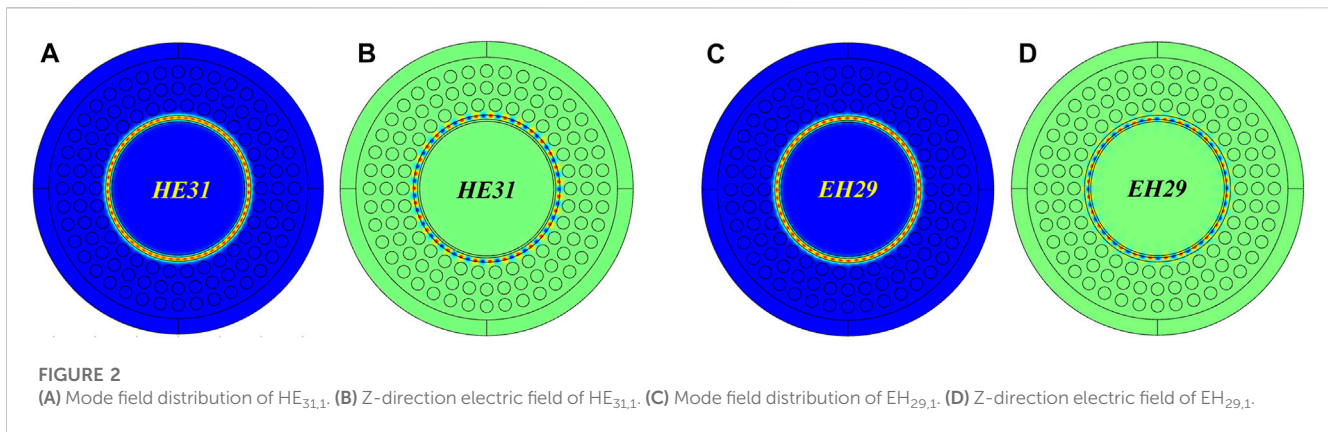 A B C D
HE31 HE31 EH29 EH29
FIGURE 2
(A) Mode field distribution of HE31,1. (B) Z-direction electric field of HE31,1. (C) Mode field distribution of EH29,1. (D) Z-direction electric field of EH29,1.